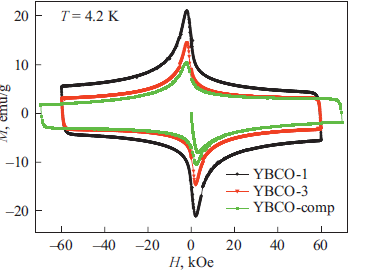 T = 4.2 K
M, emu/g
20
10
0
−10
−20
YBCO-1
YBCO-3
YBCO-comp
−60 −40 −20 0 20 40 60
H, kOe